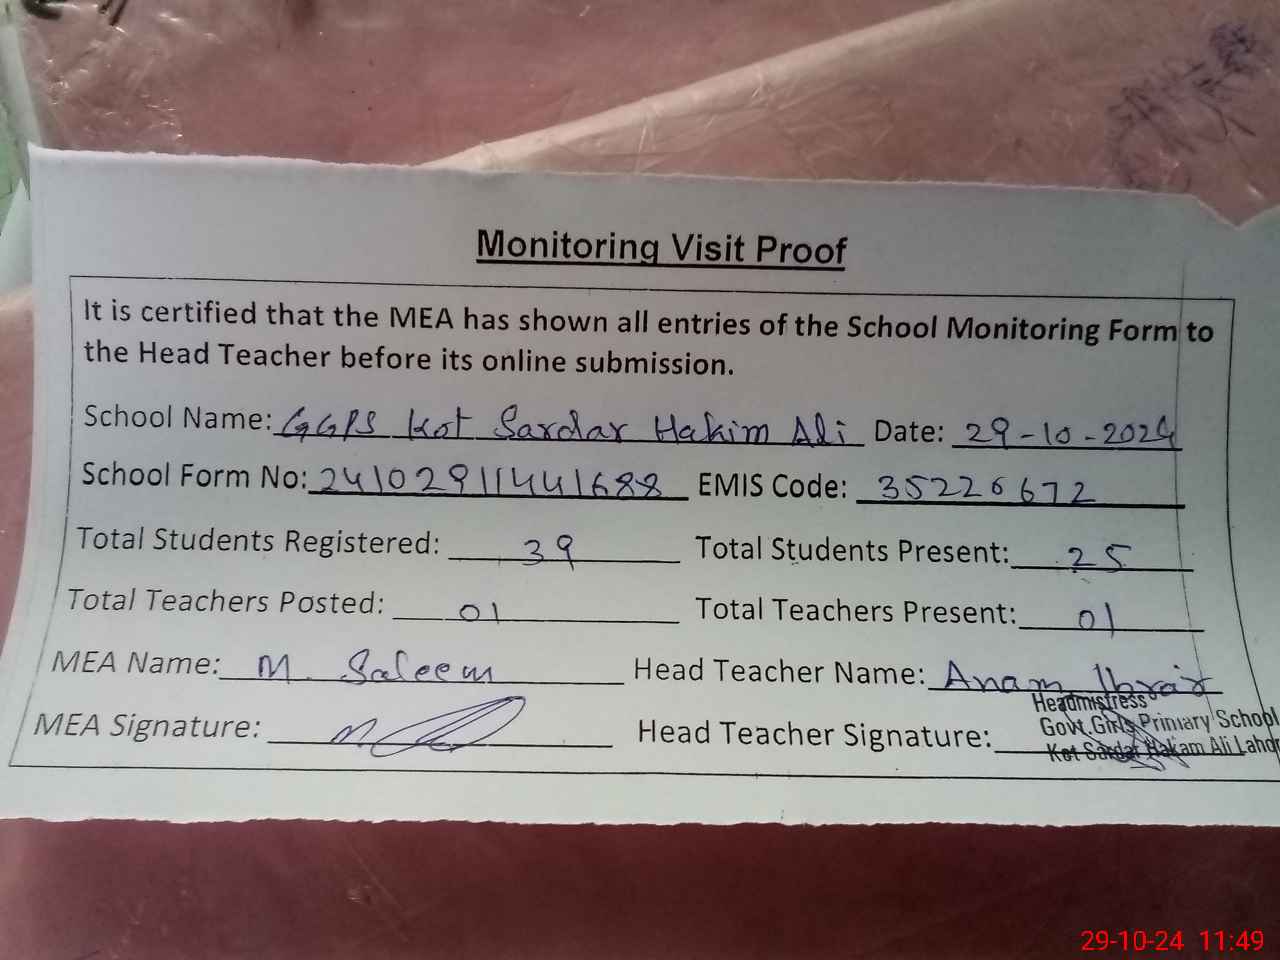 Monitoring Visit Proof
It is certified that the MEA has shown all entries of the School Monitoring Form to
the Head Teacher before its online submission.
School Name: GGPS Kot Sardar Hakim Ali Date: 29-10-2024
School Form No: 24102911441688 EMIS Code: 35226672
Total Students Registered: 39 Total Students Present: 25
Total Teachers Posted: 01 Total Teachers Present: 01
MEA Name: M. Saleem Head Teacher Name: Anam
Headmistress
MEA Signature: Head Teacher Signature:
Govt. Girls Primary School
Kot Sardar Hakam Ali
29-10-24 11:49